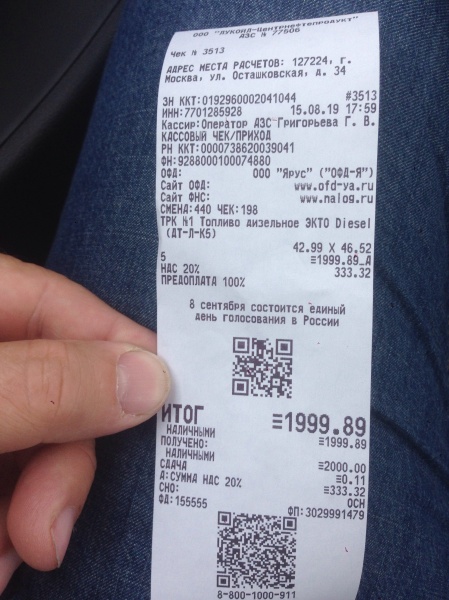 ООО "ЛУКОЙЛ-Центрнефтепродукт"
АЗС № 77506
Чек № 3513
АДРЕС МЕСТА РАСЧЕТОВ: 127224, г.
Москва, ул. Осташковская, д. 34
ЗН ККТ:0192960002041044 #3513
ИНН:7701285928 15.08.19 17:59
Кассир:Оператор АЗС Григорьева Г. В.
КАССОВЫЙ ЧЕК/ПРИХОД
РН ККТ:0000738620039041
ФН:9288000100074880
ОФД: ООО "Ярус" ("ОФД-Я")
Сайт ОФД: www.ofd-ya.ru
Сайт ФНС: www.nalog.ru
СМЕНА:440 ЧЕК:198
ТРК №1 Топливо дизельное ЭКТО Diesel
(ДТ-Л-К5)
42.99 X 46.52
5 ≡1999.89_А
НДС 20% 333.32
ПРЕДОПЛАТА 100%
8 сентября состоится единый
день голосования в России
ИТОГ ≡1999.89
НАЛИЧНЫМИ ≡1999.89
ПОЛУЧЕНО:
НАЛИЧНЫМИ ≡2000.00
СДАЧА ≡0.11
А:СУММА НДС 20% ≡333.32
СНО: ОСН
ФД:155555 ФП:3029991479
8-800-1000-911